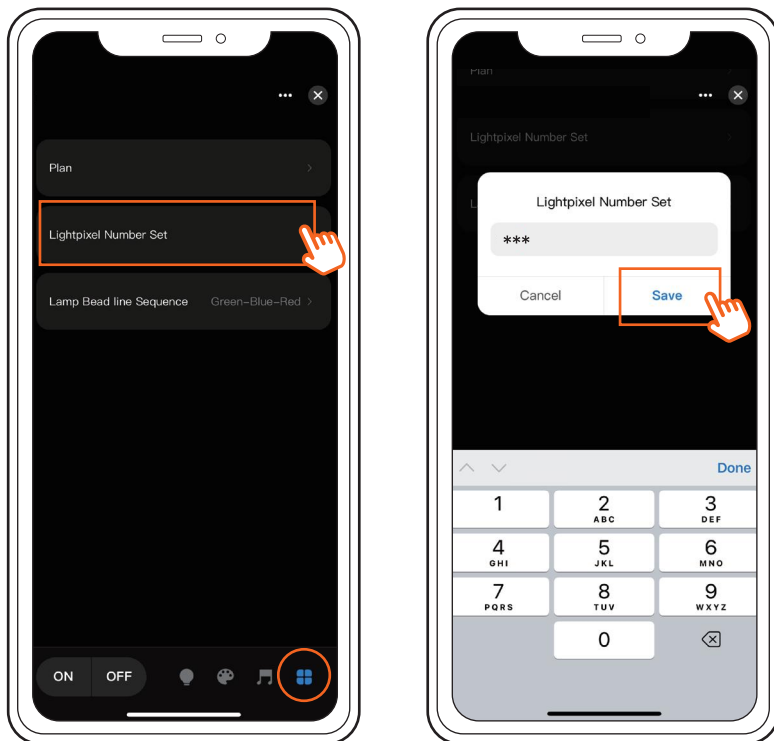 Plan
Lightpixel Number Set
Lamp Bead line Sequence Green-Blue-Red >
ON OFF
Plan
Lightpixel Number Set
L
Lightpixel Number Set
***
Cancel Save
Done
1 2 3
ABC DEF
4 5 6
GHI JKL MNO
7 8 9
PQRS TUV WXYZ
0